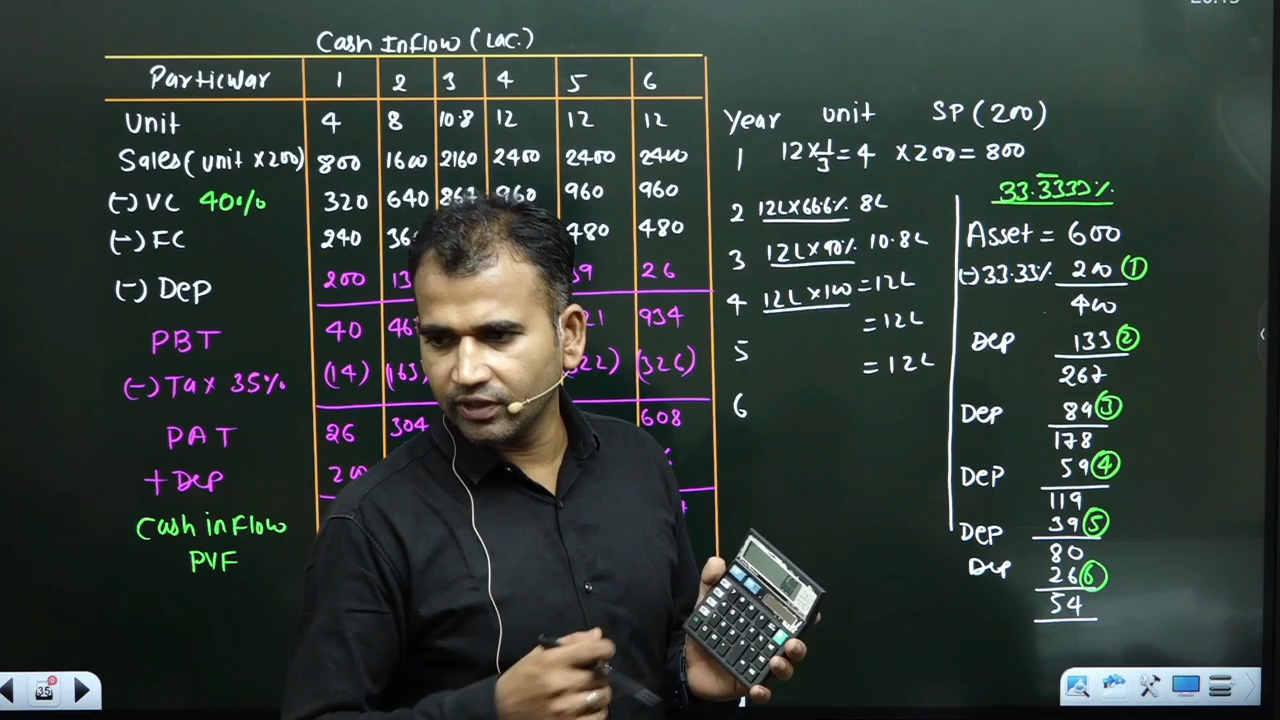 Cash Inflow (Lac.)
Particular 1 2 3 4 5 6
Unit 4 8 10.8 12 12 12
Sales (unit x200) 800 1600 2160 2400 2400 2400
(-) VC 40% 320 640 960 960 960
(-) FC 240 480 480
(-) Dep 200 26
PBT 40 934
(-) Tax 35% (14) (163) (326)
PAT 26 304 608
+ Dep
Cash inflow
PVF
Year unit SP (200)
1 12 x 1/3 = 4 x 200 = 800
2 12L x 66.6% 8L
3 12L x 90% 10.8L
4 12L x 100 = 12L
= 12L
5
= 12L
6
33.3333%
Asset = 600
(-) 33.33% 200 ①
400
Dep 133 ②
267
Dep 89 ③
178
Dep 59 ④
119
Dep 39 ⑤
80
Dep 26 ⑥
54
35